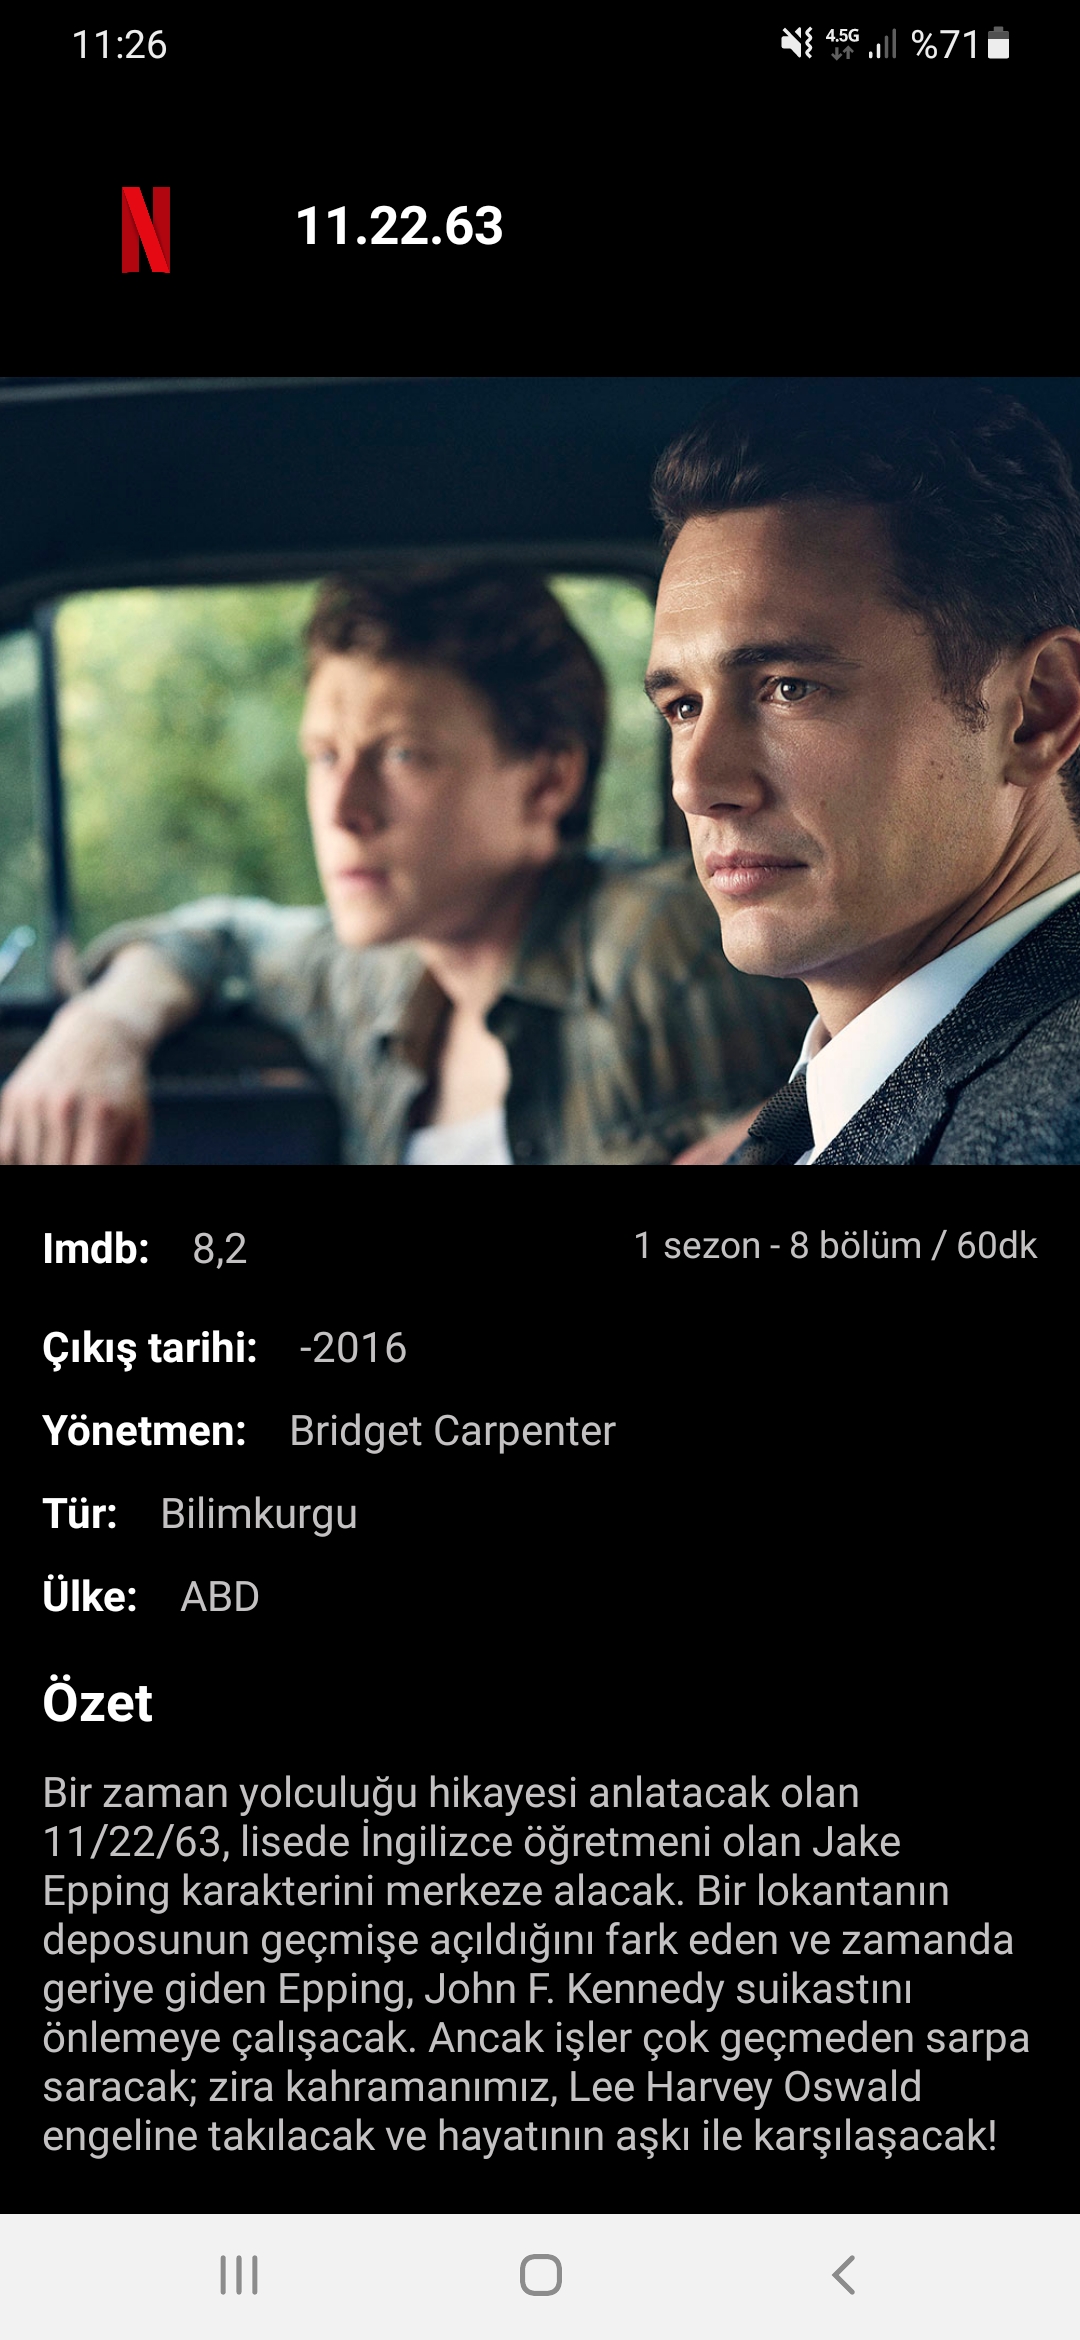 11:26
4.5G
%71
N
11.22.63
Imdb: 8,2
1 sezon - 8 bölüm / 60dk
Çıkış tarihi: -2016
Yönetmen: Bridget Carpenter
Tür: Bilimkurgu
Ülke: ABD
Özet
Bir zaman yolculuğu hikayesi anlatacak olan
11/22/63, lisede İngilizce öğretmeni olan Jake
Epping karakterini merkeze alacak. Bir lokantanın
deposunun geçmişe açıldığını fark eden ve zamanda
geriye giden Epping, John F. Kennedy suikastını
önlemeye çalışacak. Ancak işler çok geçmeden sarpa
saracak; zira kahramanımız, Lee Harvey Oswald
engeline takılacak ve hayatının aşkı ile karşılaşacak!